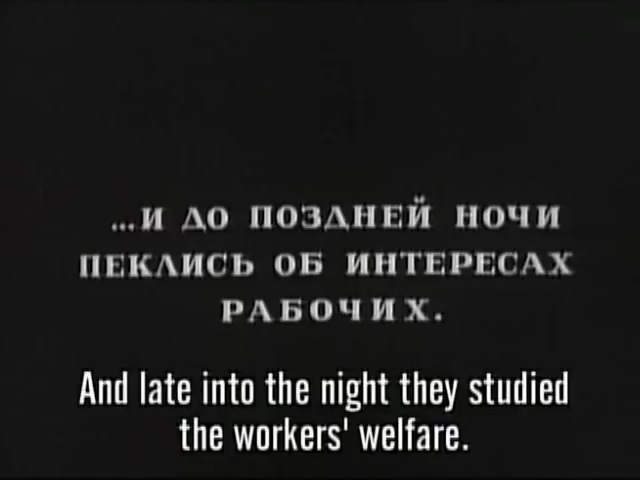 ...И ДО ПОЗДНЕЙ НОЧИ
ПЕКЛИСЬ ОБ ИНТЕРЕСАХ
РАБОЧИХ.
And late into the night they studied
the workers' welfare.